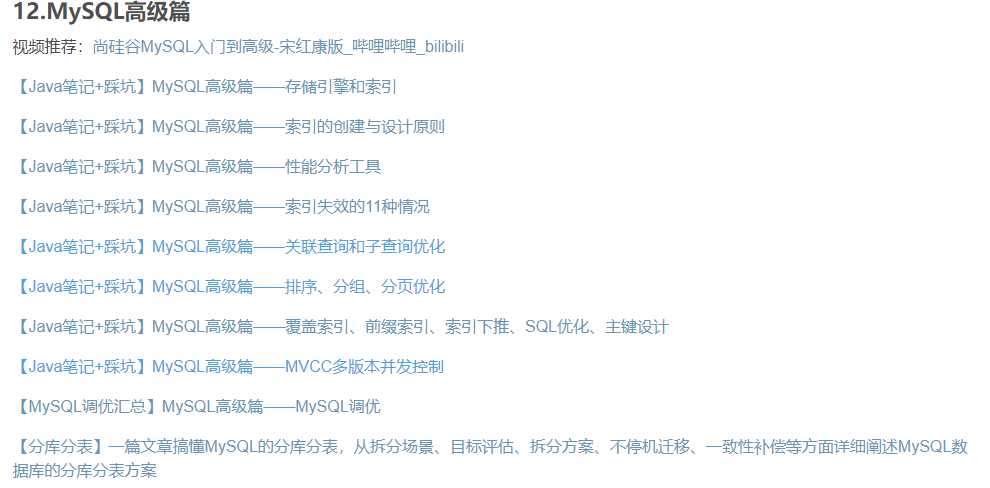 12.MySQL高级篇
视频推荐：尚硅谷MySQL入门到高级-宋红康版_哔哩哔哩_bilibili
【Java笔记+踩坑】MySQL高级篇——存储引擎和索引
【Java笔记+踩坑】MySQL高级篇——索引的创建与设计原则
【Java笔记+踩坑】MySQL高级篇——性能分析工具
【Java笔记+踩坑】MySQL高级篇——索引失效的11种情况
【Java笔记+踩坑】MySQL高级篇——关联查询和子查询优化
【Java笔记+踩坑】MySQL高级篇——排序、分组、分页优化
【Java笔记+踩坑】MySQL高级篇——覆盖索引、前缀索引、索引下推、SQL优化、主键设计
【Java笔记+踩坑】MySQL高级篇——MVCC多版本并发控制
【MySQL调优汇总】MySQL高级篇——MySQL调优
【分库分表】一篇文章搞懂MySQL的分库分表，从拆分场景、目标评估、拆分方案、不停机迁移、一致性补偿等方面详细阐述MySQL数
据库的分库分表方案